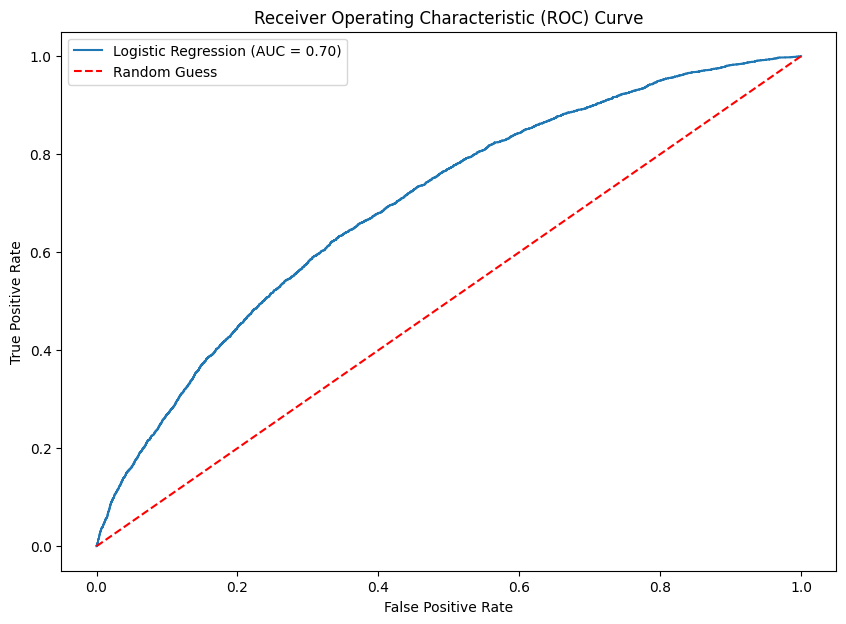 Receiver Operating Characteristic (ROC) Curve
Logistic Regression (AUC = 0.70)
Random Guess
True Positive Rate
1.0
0.8
0.6
0.4
0.2
0.0
0.0 0.2 0.4 0.6 0.8 1.0
False Positive Rate